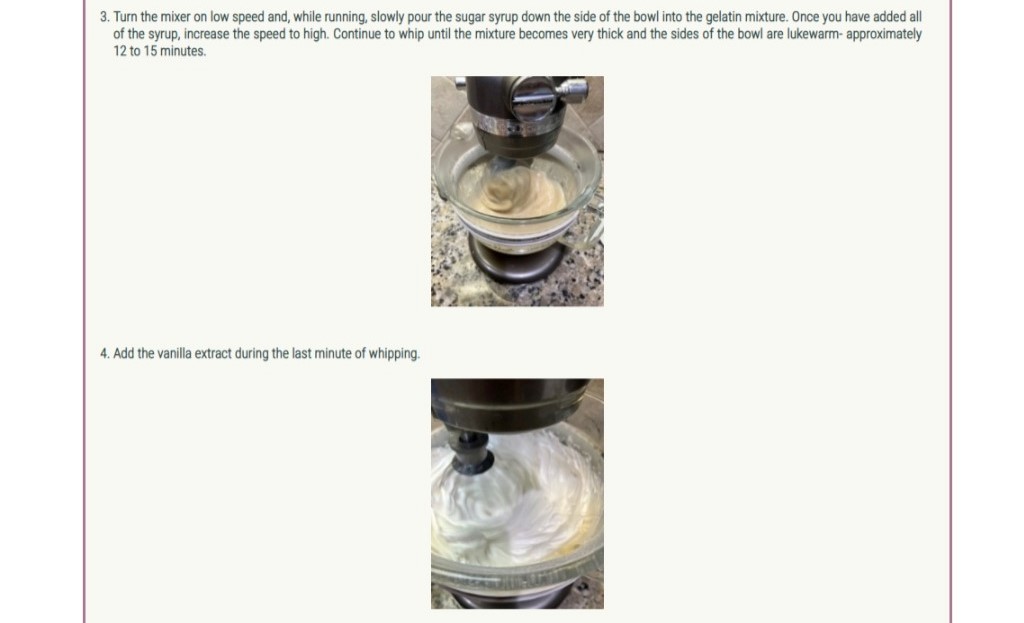 3. Turn the mixer on low speed and, while running, slowly pour the sugar syrup down the side of the bowl into the gelatin mixture. Once you have added all
of the syrup, increase the speed to high. Continue to whip until the mixture becomes very thick and the sides of the bowl are lukewarm- approximately
12 to 15 minutes.
4. Add the vanilla extract during the last minute of whipping.